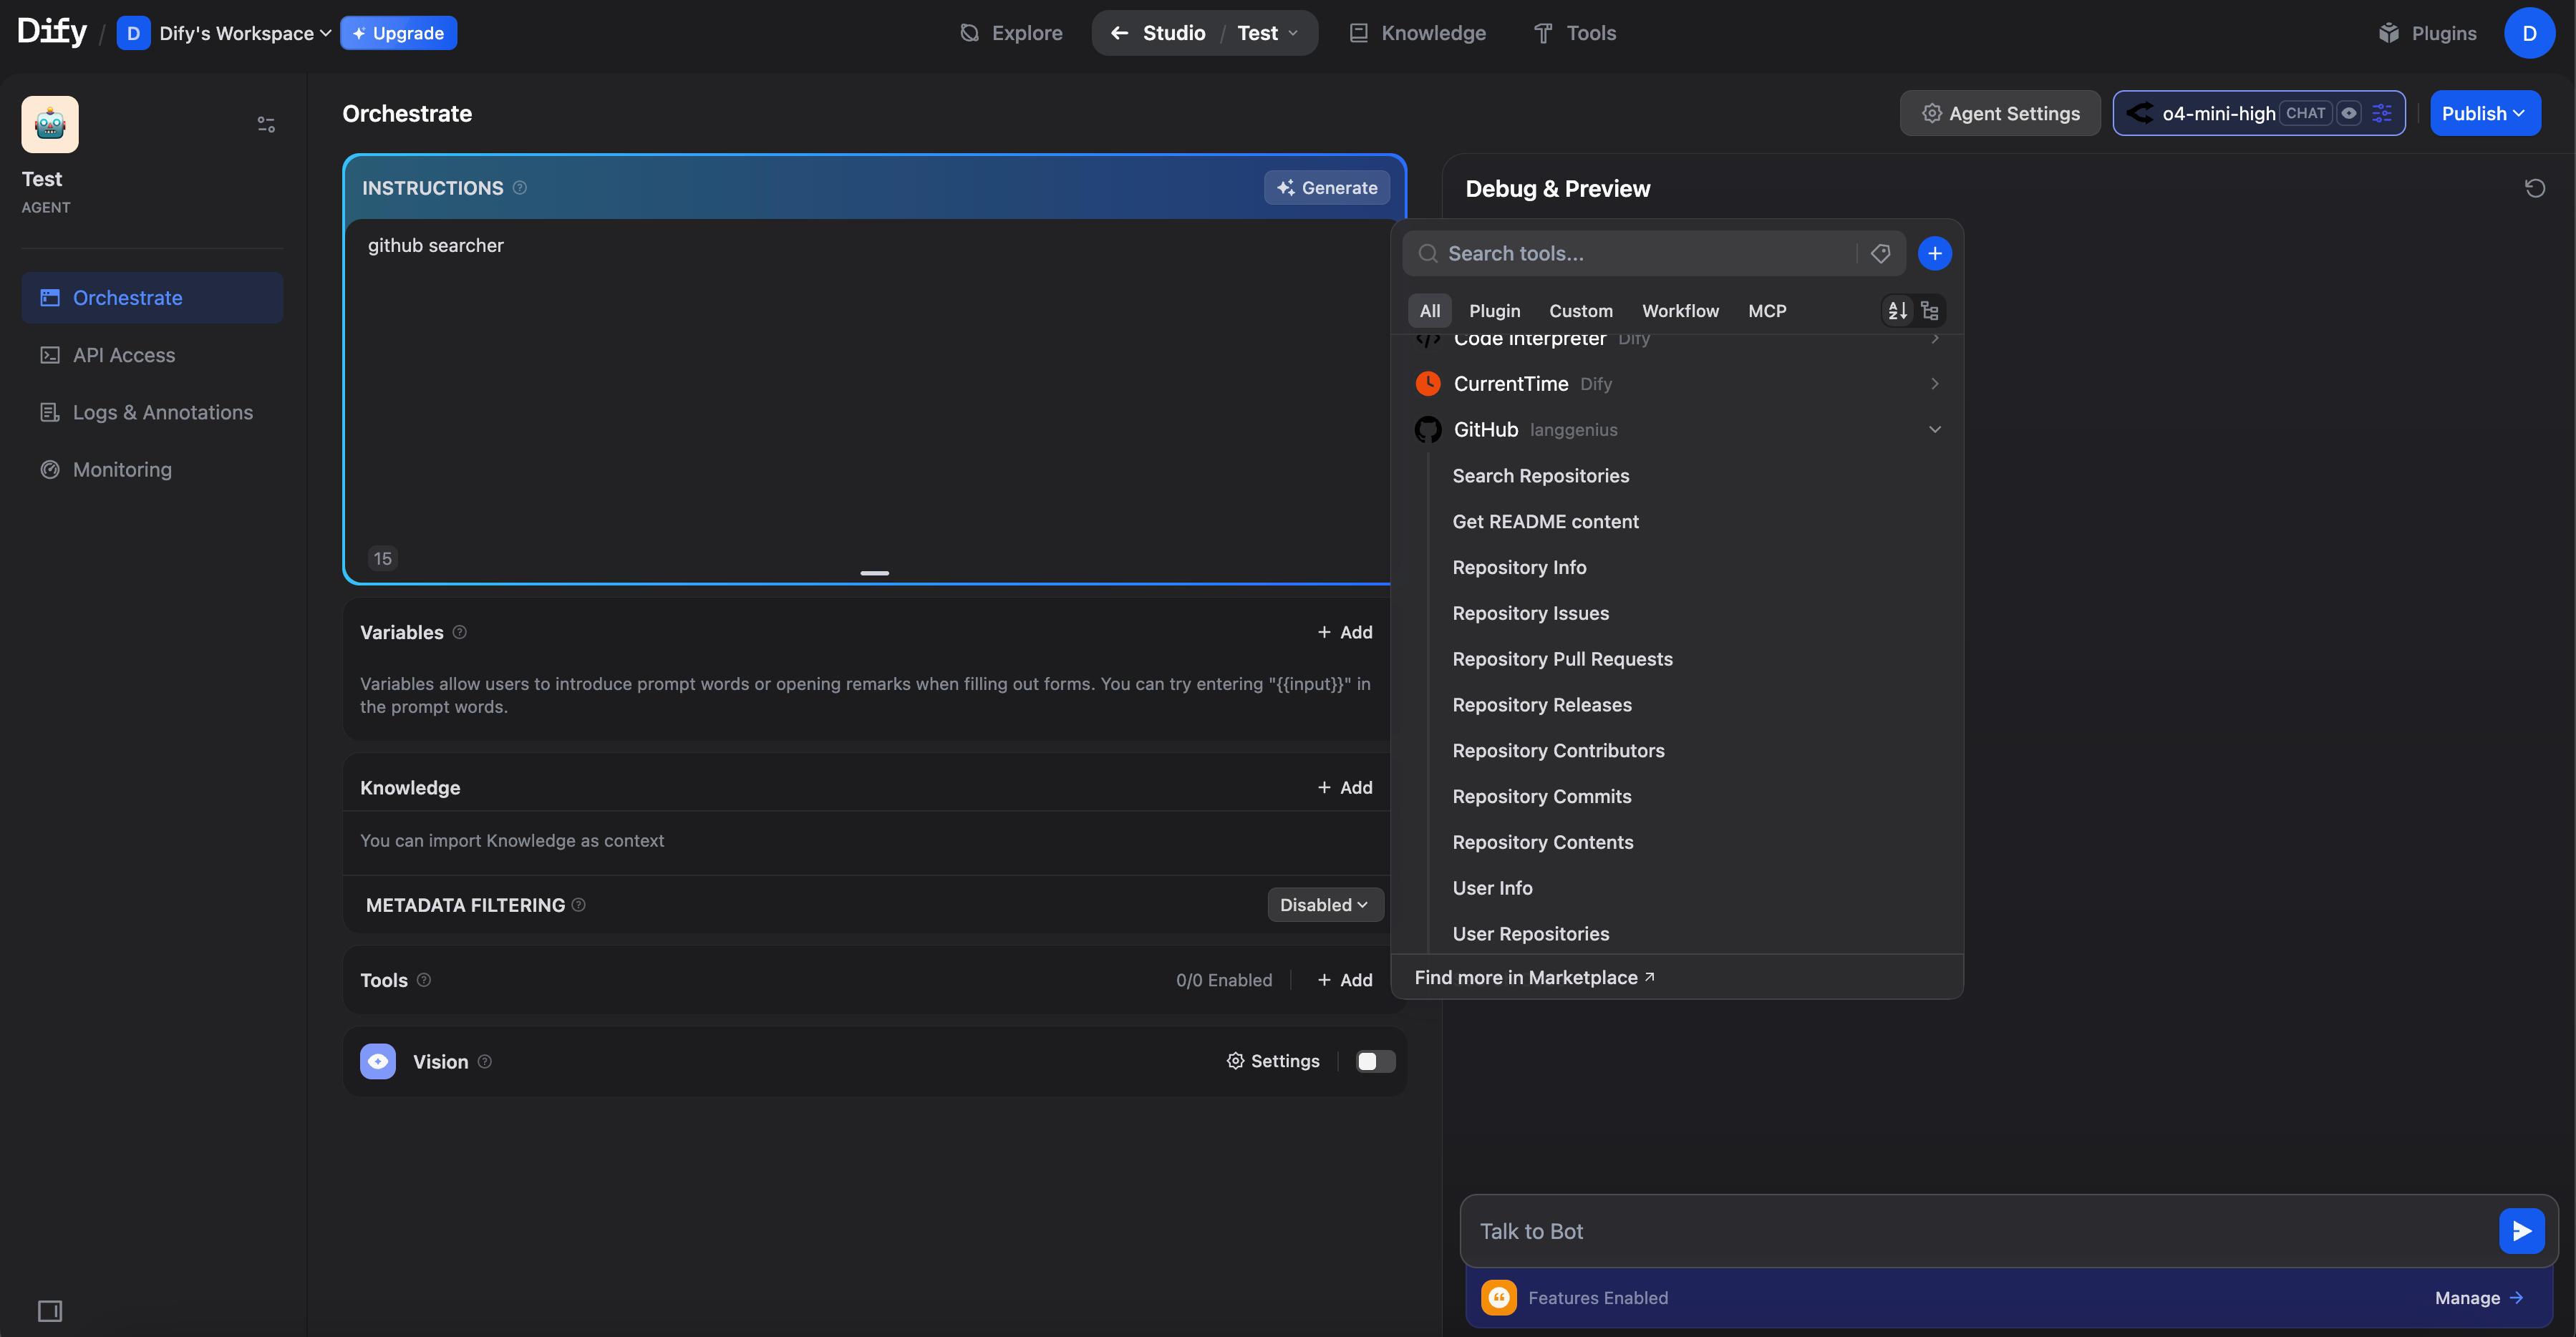 Dify / D Dify's Workspace Upgrade
Explore
Studio / Test
Knowledge
Tools
Plugins
D
Test
AGENT
Orchestrate
API Access
Logs & Annotations
Monitoring
Orchestrate
Agent Settings
o4-mini-high CHAT
Publish
INSTRUCTIONS
Generate
github searcher
15
Variables
+ Add
Variables allow users to introduce prompt words or opening remarks when filling out forms. You can try entering "{{input}}" in
the prompt words.
Knowledge
+ Add
You can import Knowledge as context
METADATA FILTERING
Disabled
Tools
0/0 Enabled
+ Add
Vision
Settings
Debug & Preview
Search tools...
All Plugin Custom Workflow MCP
Code Interpreter Dify
CurrentTime Dify
GitHub langgenius
Search Repositories
Get README content
Repository Info
Repository Issues
Repository Pull Requests
Repository Releases
Repository Contributors
Repository Commits
Repository Contents
User Info
User Repositories
Find more in Marketplace
Talk to Bot
Features Enabled
Manage